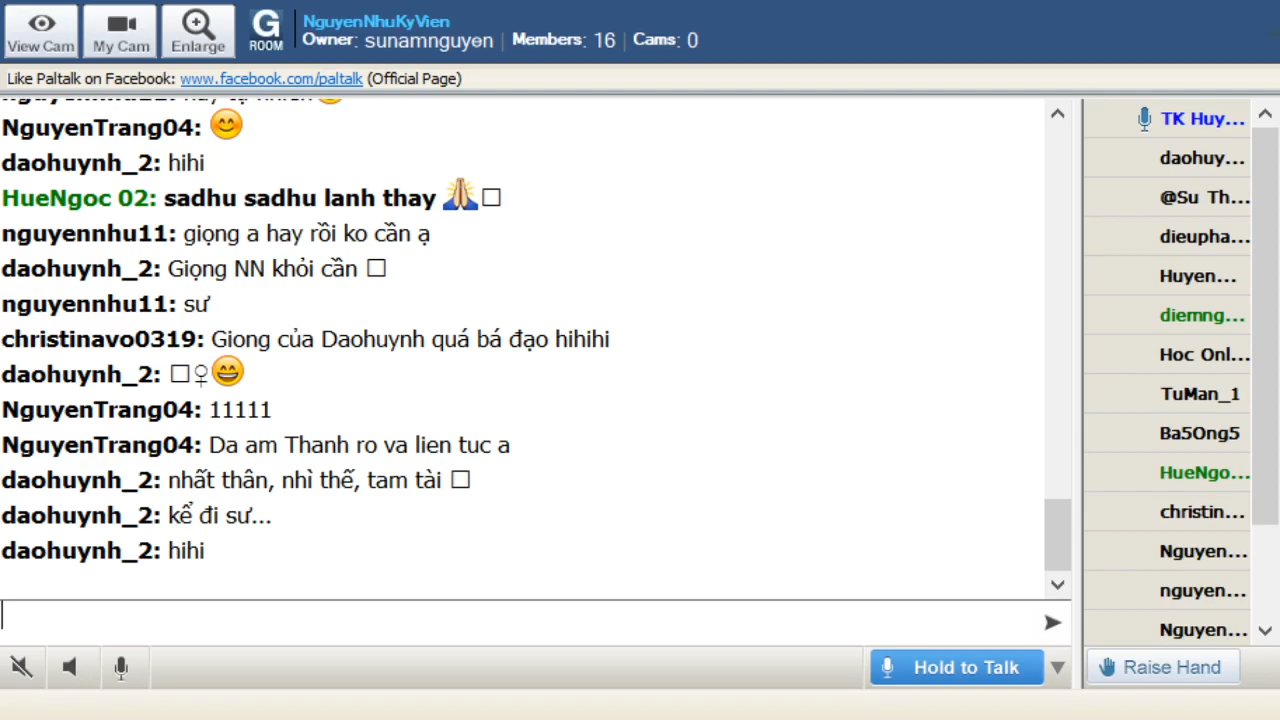 View Cam
My Cam
Enlarge
G ROOM
NguyenNhuKyVien
Owner: sunamnguyen | Members: 16 | Cams: 0
Like Paltalk on Facebook: www.facebook.com/paltalk (Official Page)
NguyenTrang04: 😊
daohuynh_2: hihi
HueNgoc 02: sadhu sadhu lanh thay 🙏□
nguyennhu11: giọng a hay rồi ko cần ạ
daohuynh_2: Giọng NN khỏi cần □
nguyennhu11: sư
christinavo0319: Giong của Daohuynh quá bá đạo hihihi
daohuynh_2: □♀😄
NguyenTrang04: 11111
NguyenTrang04: Da am Thanh ro va lien tuc a
daohuynh_2: nhất thân, nhì thế, tam tài □
daohuynh_2: kể đi sư...
daohuynh_2: hihi
Hold to Talk
TK Huy...
daohuy...
@Su Th...
dieupha...
Huyen...
diemng...
Hoc Onl...
TuMan_1
Ba5Ong5
HueNgo...
christin...
Nguyen...
nguyen...
Nguyen...
Raise Hand